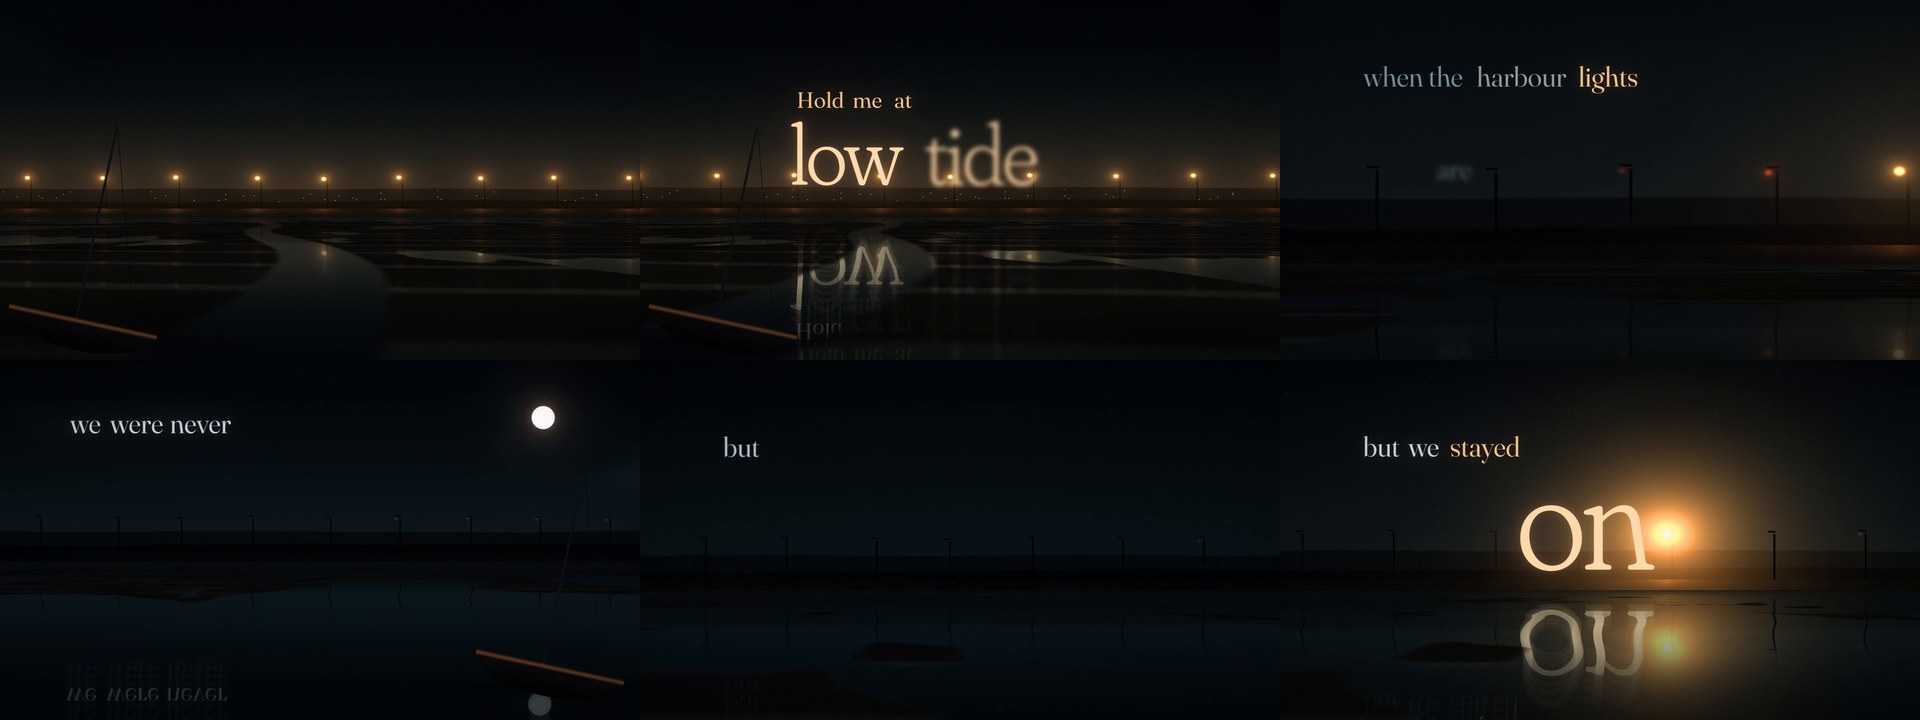 Hold me at
low tide
when the harbour lights
are
we were never
but
but we stayed
on